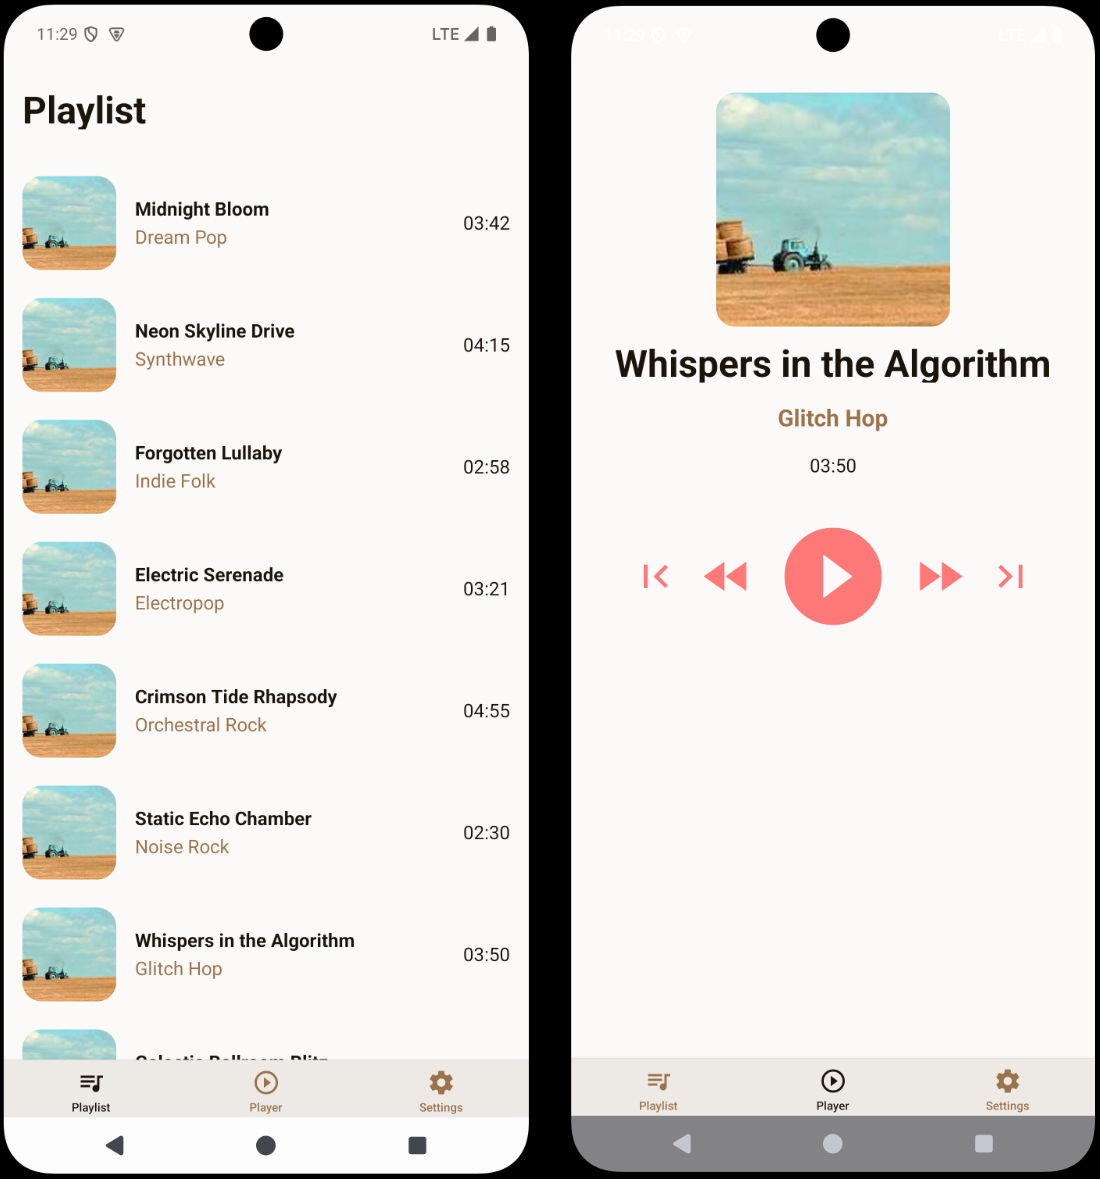 11:29 LTE
Playlist
Midnight Bloom
Dream Pop
03:42
Neon Skyline Drive
Synthwave
04:15
Forgotten Lullaby
Indie Folk
02:58
Electric Serenade
Electropop
03:21
Crimson Tide Rhapsody
Orchestral Rock
04:55
Static Echo Chamber
Noise Rock
02:30
Whispers in the Algorithm
Glitch Hop
03:50
Playlist Player Settings
11:29 LTE
Whispers in the Algorithm
Glitch Hop
03:50
Playlist Player Settings